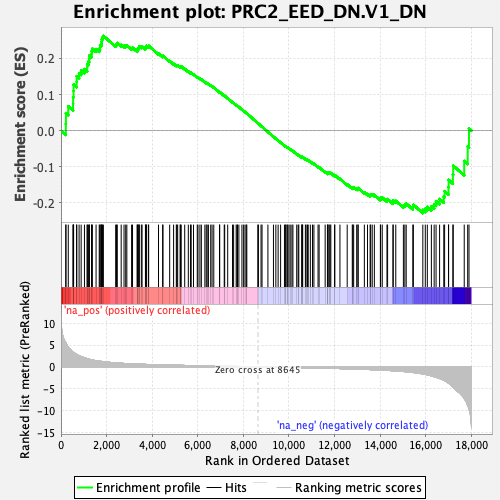 Enrichment plot: PRC2_EED_DN.V1_DN
Enrichment score (ES)
0.2
0.1
0.0
-0.1
-0.2
'na_pos' (positively correlated)
Ranked list metric (PreRanked)
10
5
0
-5
-10
-15
Zero cross at 8645
'na_neg' (negatively correlated)
0
2,000
4,000
6,000
8,000
10,000
12,000
14,000
16,000
18,000
Rank in Ordered Dataset
Enrichment profile
Hits
Ranking metric scores